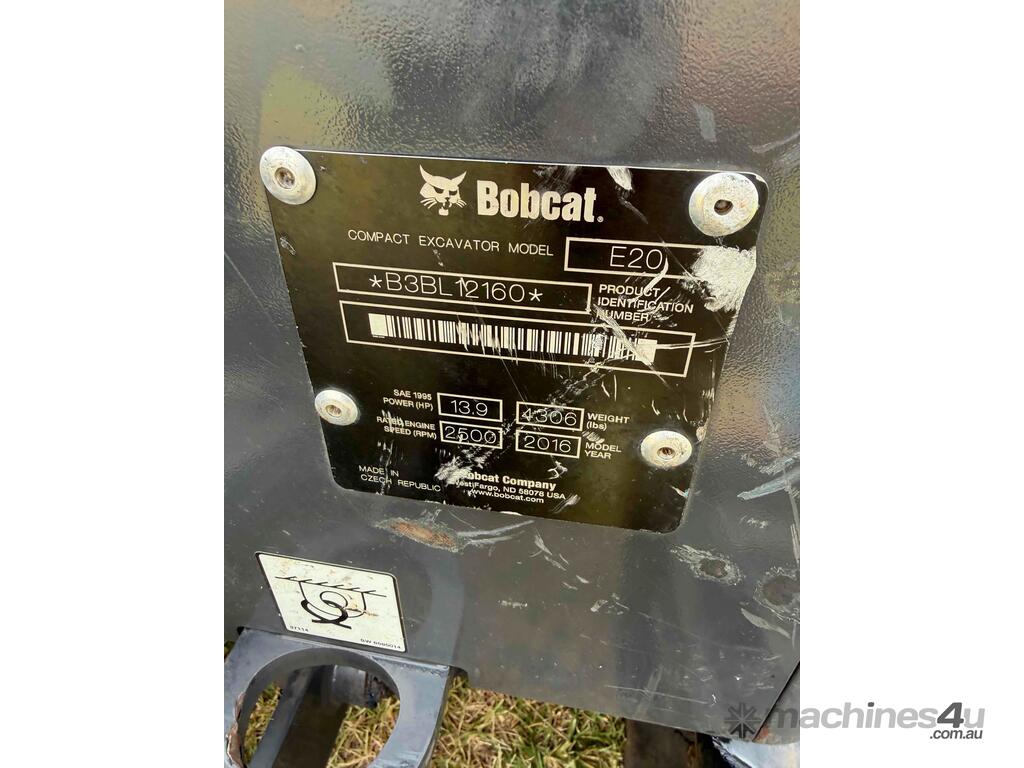 Bobcat.
COMPACT EXCAVATOR MODEL E20
*B3BL12160* PRODUCT
IDENTIFICATION
NUMBER
SAE 1995
POWER (HP) 13.9 4306 WEIGHT
(lbs)
RATED ENGINE
SPEED (RPM) 2500 2016 MODEL
YEAR
MADE IN
CZECH REPUBLIC
Bobcat Company
West Fargo, ND 58078 USA
www.bobcat.com
97114
machines4u
.com.au